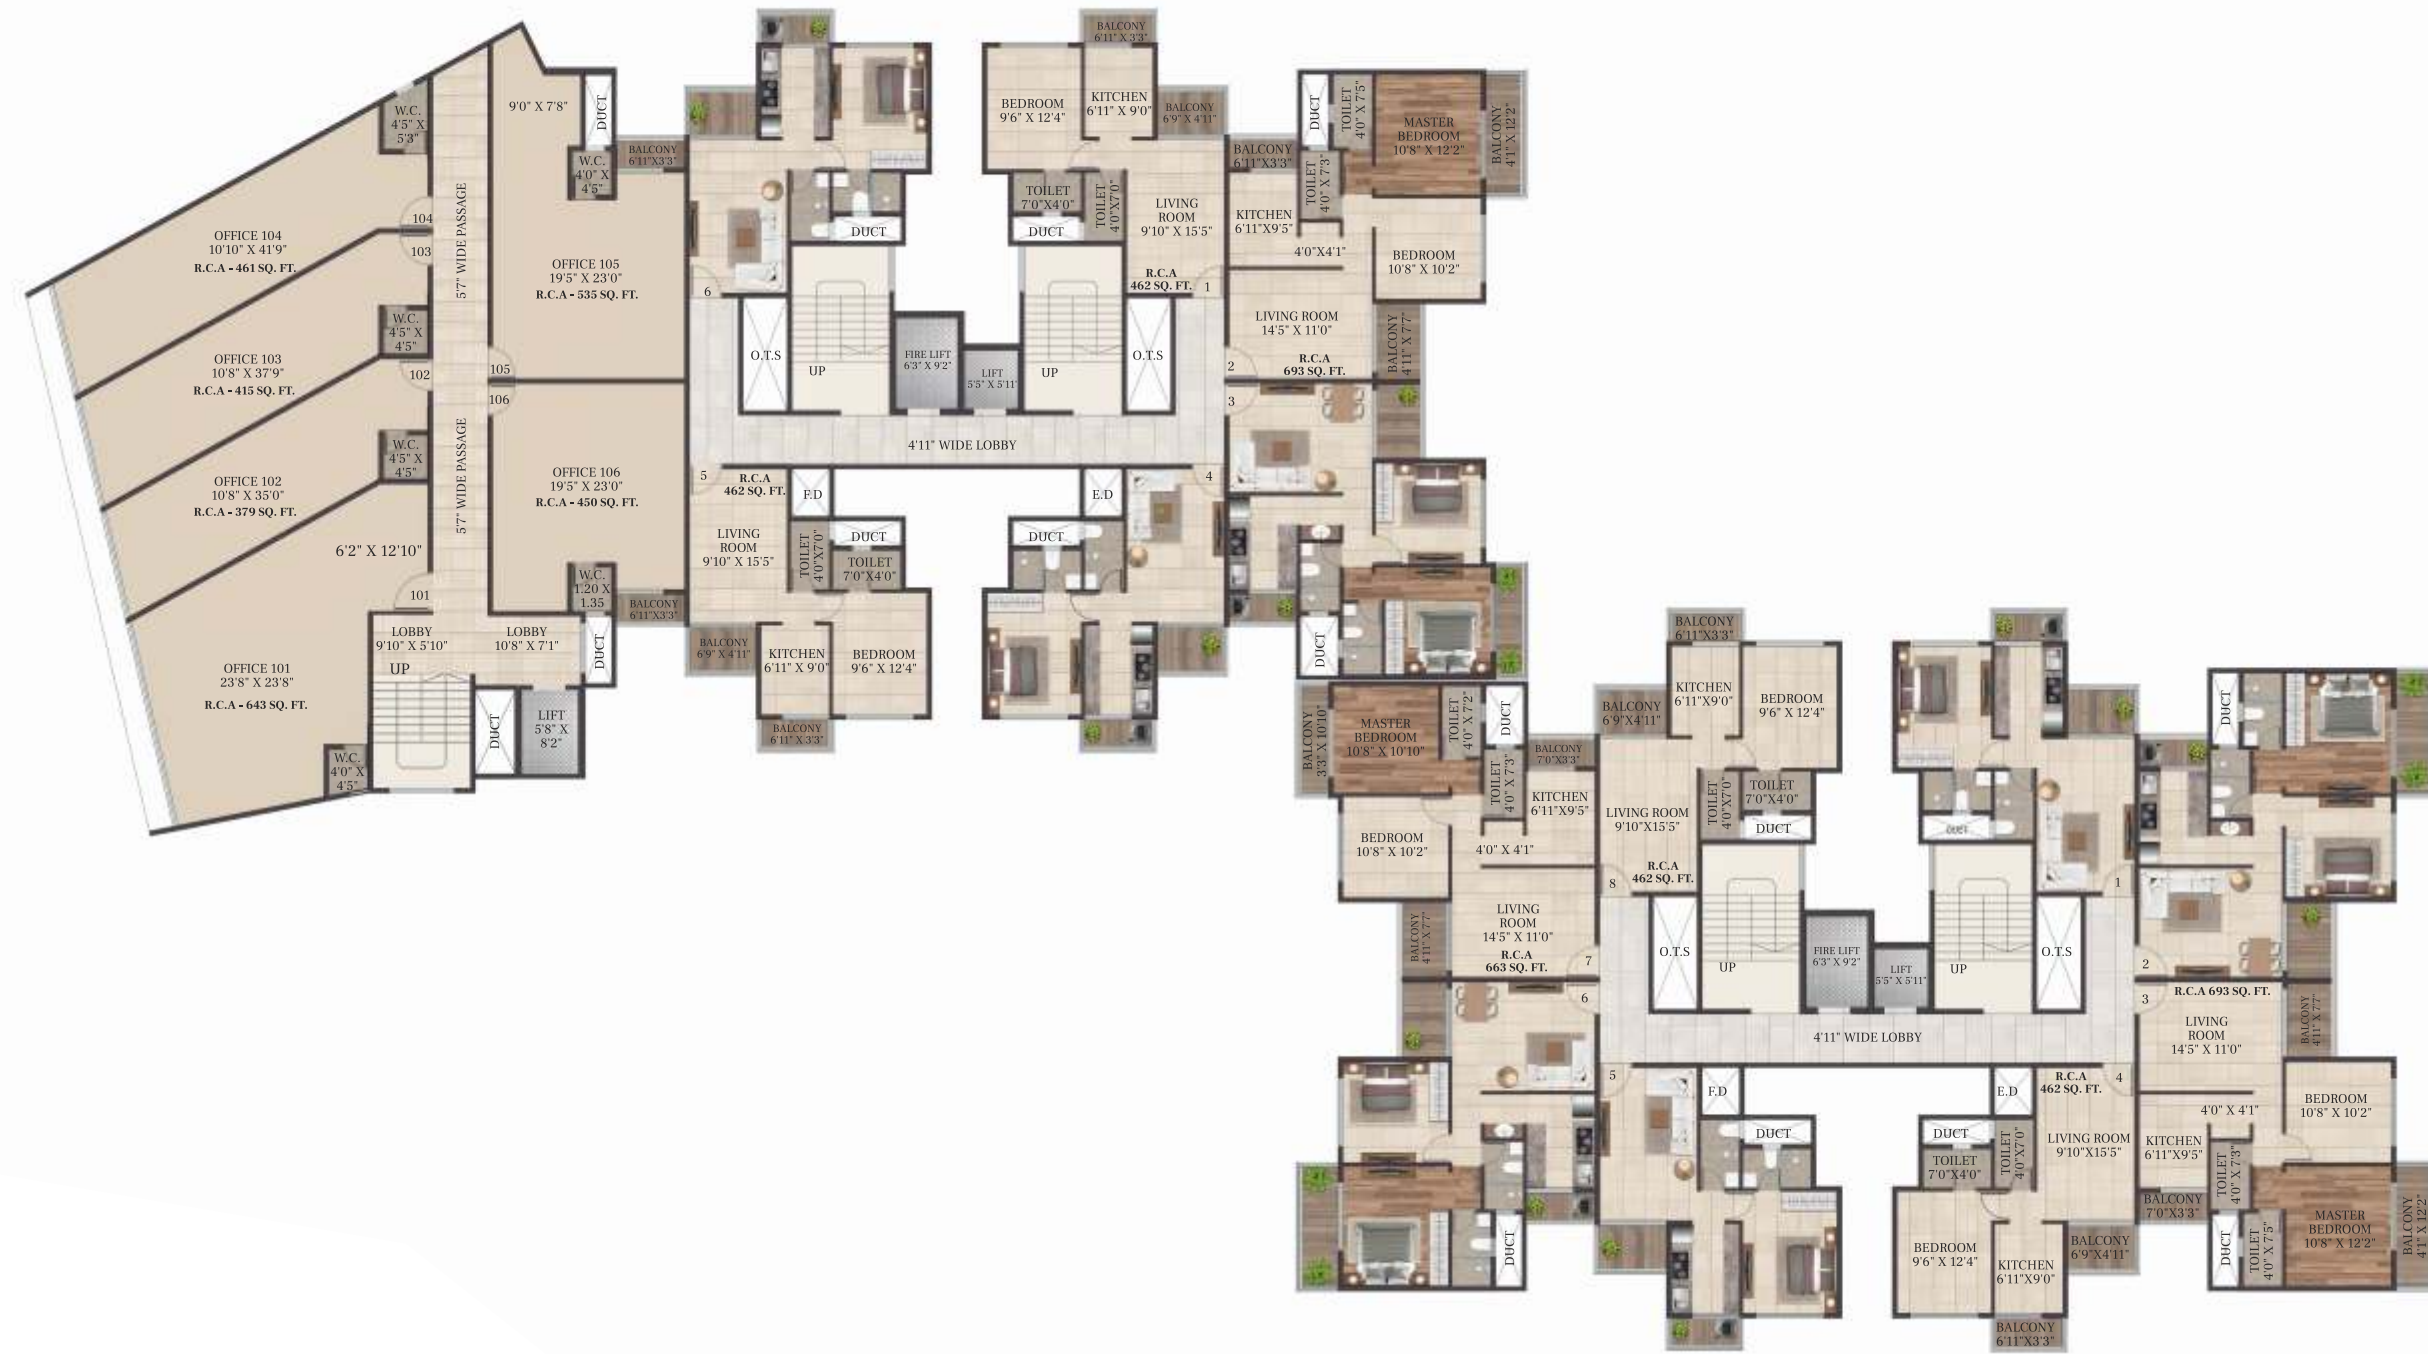 W.C.
4'5" X
5'3"
104
OFFICE 104
10'10" X 41'9"
R.C.A - 461 SQ. FT.
103
W.C.
4'5" X
4'5"
OFFICE 103
10'8" X 37'9"
R.C.A - 415 SQ. FT.
102
W.C.
4'5" X
4'5"
OFFICE 102
10'8" X 35'0"
R.C.A - 379 SQ. FT.
6'2" X 12'10"
101
OFFICE 101
23'8" X 23'8"
R.C.A - 643 SQ. FT.
W.C.
4'0" X
4'5"
5'7" WIDE PASSAGE
5'7" WIDE PASSAGE
9'0" X 7'8"
DUCT
W.C.
4'0" X
4'5"
OFFICE 105
19'5" X 23'0"
R.C.A - 535 SQ. FT.
105
106
OFFICE 106
19'5" X 23'0"
R.C.A - 450 SQ. FT.
W.C.
1.20 X
1.35
LOBBY
9'10" X 5'10"
UP
LOBBY
10'8" X 7'1"
DUCT
DUCT
LIFT
5'8" X
8'2"
BALCONY
6'11"X3'3"
BALCONY
6'11"X3'3"
DUCT
6
O.T.S
UP
FIRE LIFT
6'3" X 9'2"
LIFT
5'5" X 5'11"
UP
O.T.S
4'11" WIDE LOBBY
BALCONY
6'11" X 3'3"
BEDROOM
9'6" X 12'4"
KITCHEN
6'11" X 9'0"
BALCONY
6'9" X 4'11"
TOILET
7'0"X4'0"
TOILET
4'0"X7'0"
DUCT
LIVING
ROOM
9'10" X 15'5"
R.C.A
462 SQ. FT.
1
BALCONY
6'11"X3'3"
KITCHEN
6'11"X9'5"
DUCT
TOILET
4'0" X 7'5"
TOILET
4'0" X 7'3"
MASTER
BEDROOM
10'8" X 12'2"
BALCONY
4'1" X 12'2"
4'0"X4'1"
BEDROOM
10'8" X 10'2"
LIVING ROOM
14'5" X 11'0"
R.C.A
693 SQ. FT.
BALCONY
4'11" X 7'7"
2
3
DUCT
5
R.C.A
462 SQ. FT.
F.D
LIVING
ROOM
9'10" X 15'5"
TOILET
4'0"X7'0"
DUCT
TOILET
7'0"X4'0"
BALCONY
6'9" X 4'11"
KITCHEN
6'11" X 9'0"
BEDROOM
9'6" X 12'4"
BALCONY
6'11" X 3'3"
E.D
4
DUCT
BALCONY
3'3" X 10'10"
MASTER
BEDROOM
10'8" X 10'10"
TOILET
4'0" X 7'2"
DUCT
TOILET
4'0" X 7'3"
BALCONY
7'0"X3'3"
KITCHEN
6'11"X9'5"
BEDROOM
10'8" X 10'2"
4'0" X 4'1"
BALCONY
4'11" X 7'7"
LIVING
ROOM
14'5" X 11'0"
R.C.A
663 SQ. FT.
7
6
DUCT
BALCONY
6'11"X3'3"
BALCONY
6'9"X4'11"
KITCHEN
6'11"X9'0"
BEDROOM
9'6" X 12'4"
LIVING ROOM
9'10"X15'5"
TOILET
4'0"X7'0"
TOILET
7'0"X4'0"
DUCT
R.C.A
462 SQ. FT.
8
O.T.S
UP
FIRE LIFT
6'3" X 9'2"
LIFT
5'5" X 5'11"
UP
O.T.S
4'11" WIDE LOBBY
DUCT
1
DUCT
2
3
R.C.A 693 SQ. FT.
LIVING
ROOM
14'5" X 11'0"
BALCONY
4'11" X 7'7"
5
F.D
DUCT
E.D
R.C.A
462 SQ. FT.
4
DUCT
TOILET
7'0"X4'0"
TOILET
4'0"X7'0"
LIVING ROOM
9'10"X15'5"
BEDROOM
9'6" X 12'4"
KITCHEN
6'11"X9'0"
BALCONY
6'9"X4'11"
BALCONY
6'11"X3'3"
4'0" X 4'1"
KITCHEN
6'11"X9'5"
BEDROOM
10'8" X 10'2"
TOILET
4'0" X 7'3"
BALCONY
7'0"X3'3"
DUCT
TOILET
4'0" X 7'5"
MASTER
BEDROOM
10'8" X 12'2"
BALCONY
4'1" X 12'2"